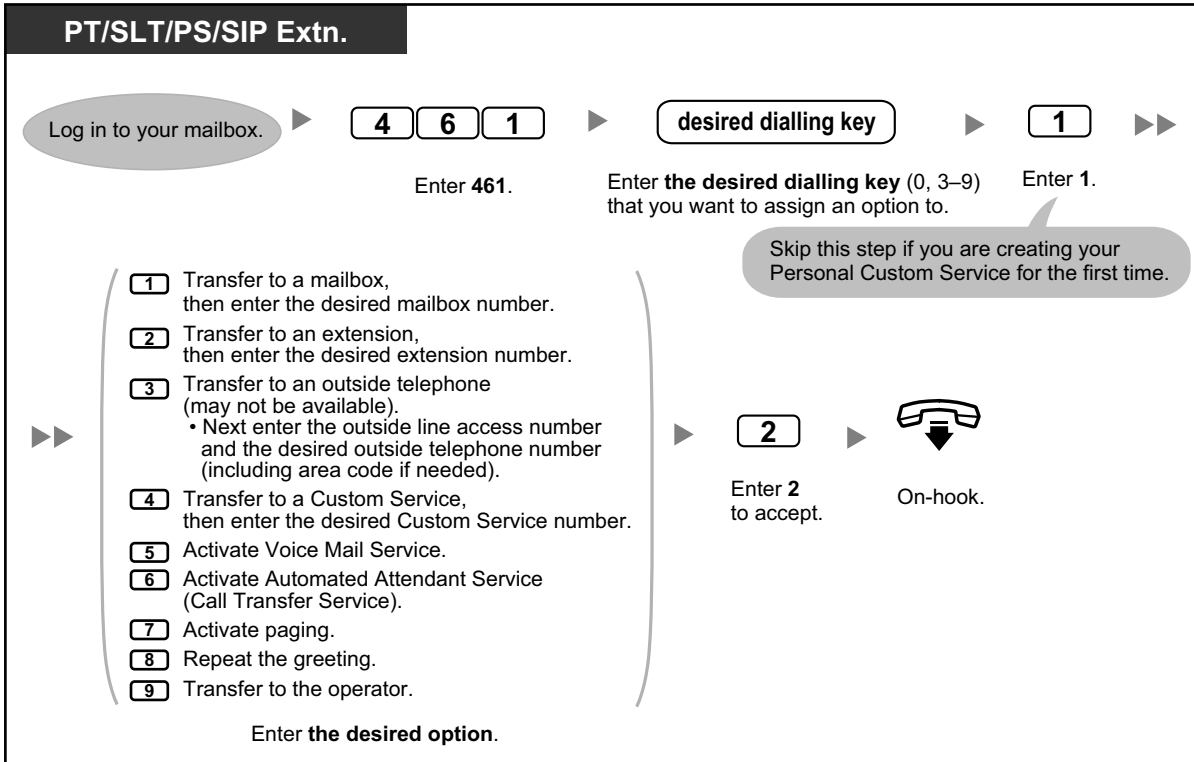 PT/SLT/PS/SIP Extn.
Log in to your mailbox.
4 6 1
desired dialling key
1
Enter 461.
Enter the desired dialling key (0, 3–9)
that you want to assign an option to.
Enter 1.
Skip this step if you are creating your
Personal Custom Service for the first time.
1 Transfer to a mailbox,
then enter the desired mailbox number.
2 Transfer to an extension,
then enter the desired extension number.
3 Transfer to an outside telephone
(may not be available).
• Next enter the outside line access number
and the desired outside telephone number
(including area code if needed).
4 Transfer to a Custom Service,
then enter the desired Custom Service number.
5 Activate Voice Mail Service.
6 Activate Automated Attendant Service
(Call Transfer Service).
7 Activate paging.
8 Repeat the greeting.
9 Transfer to the operator.
Enter the desired option.
2
Enter 2
to accept.
On-hook.